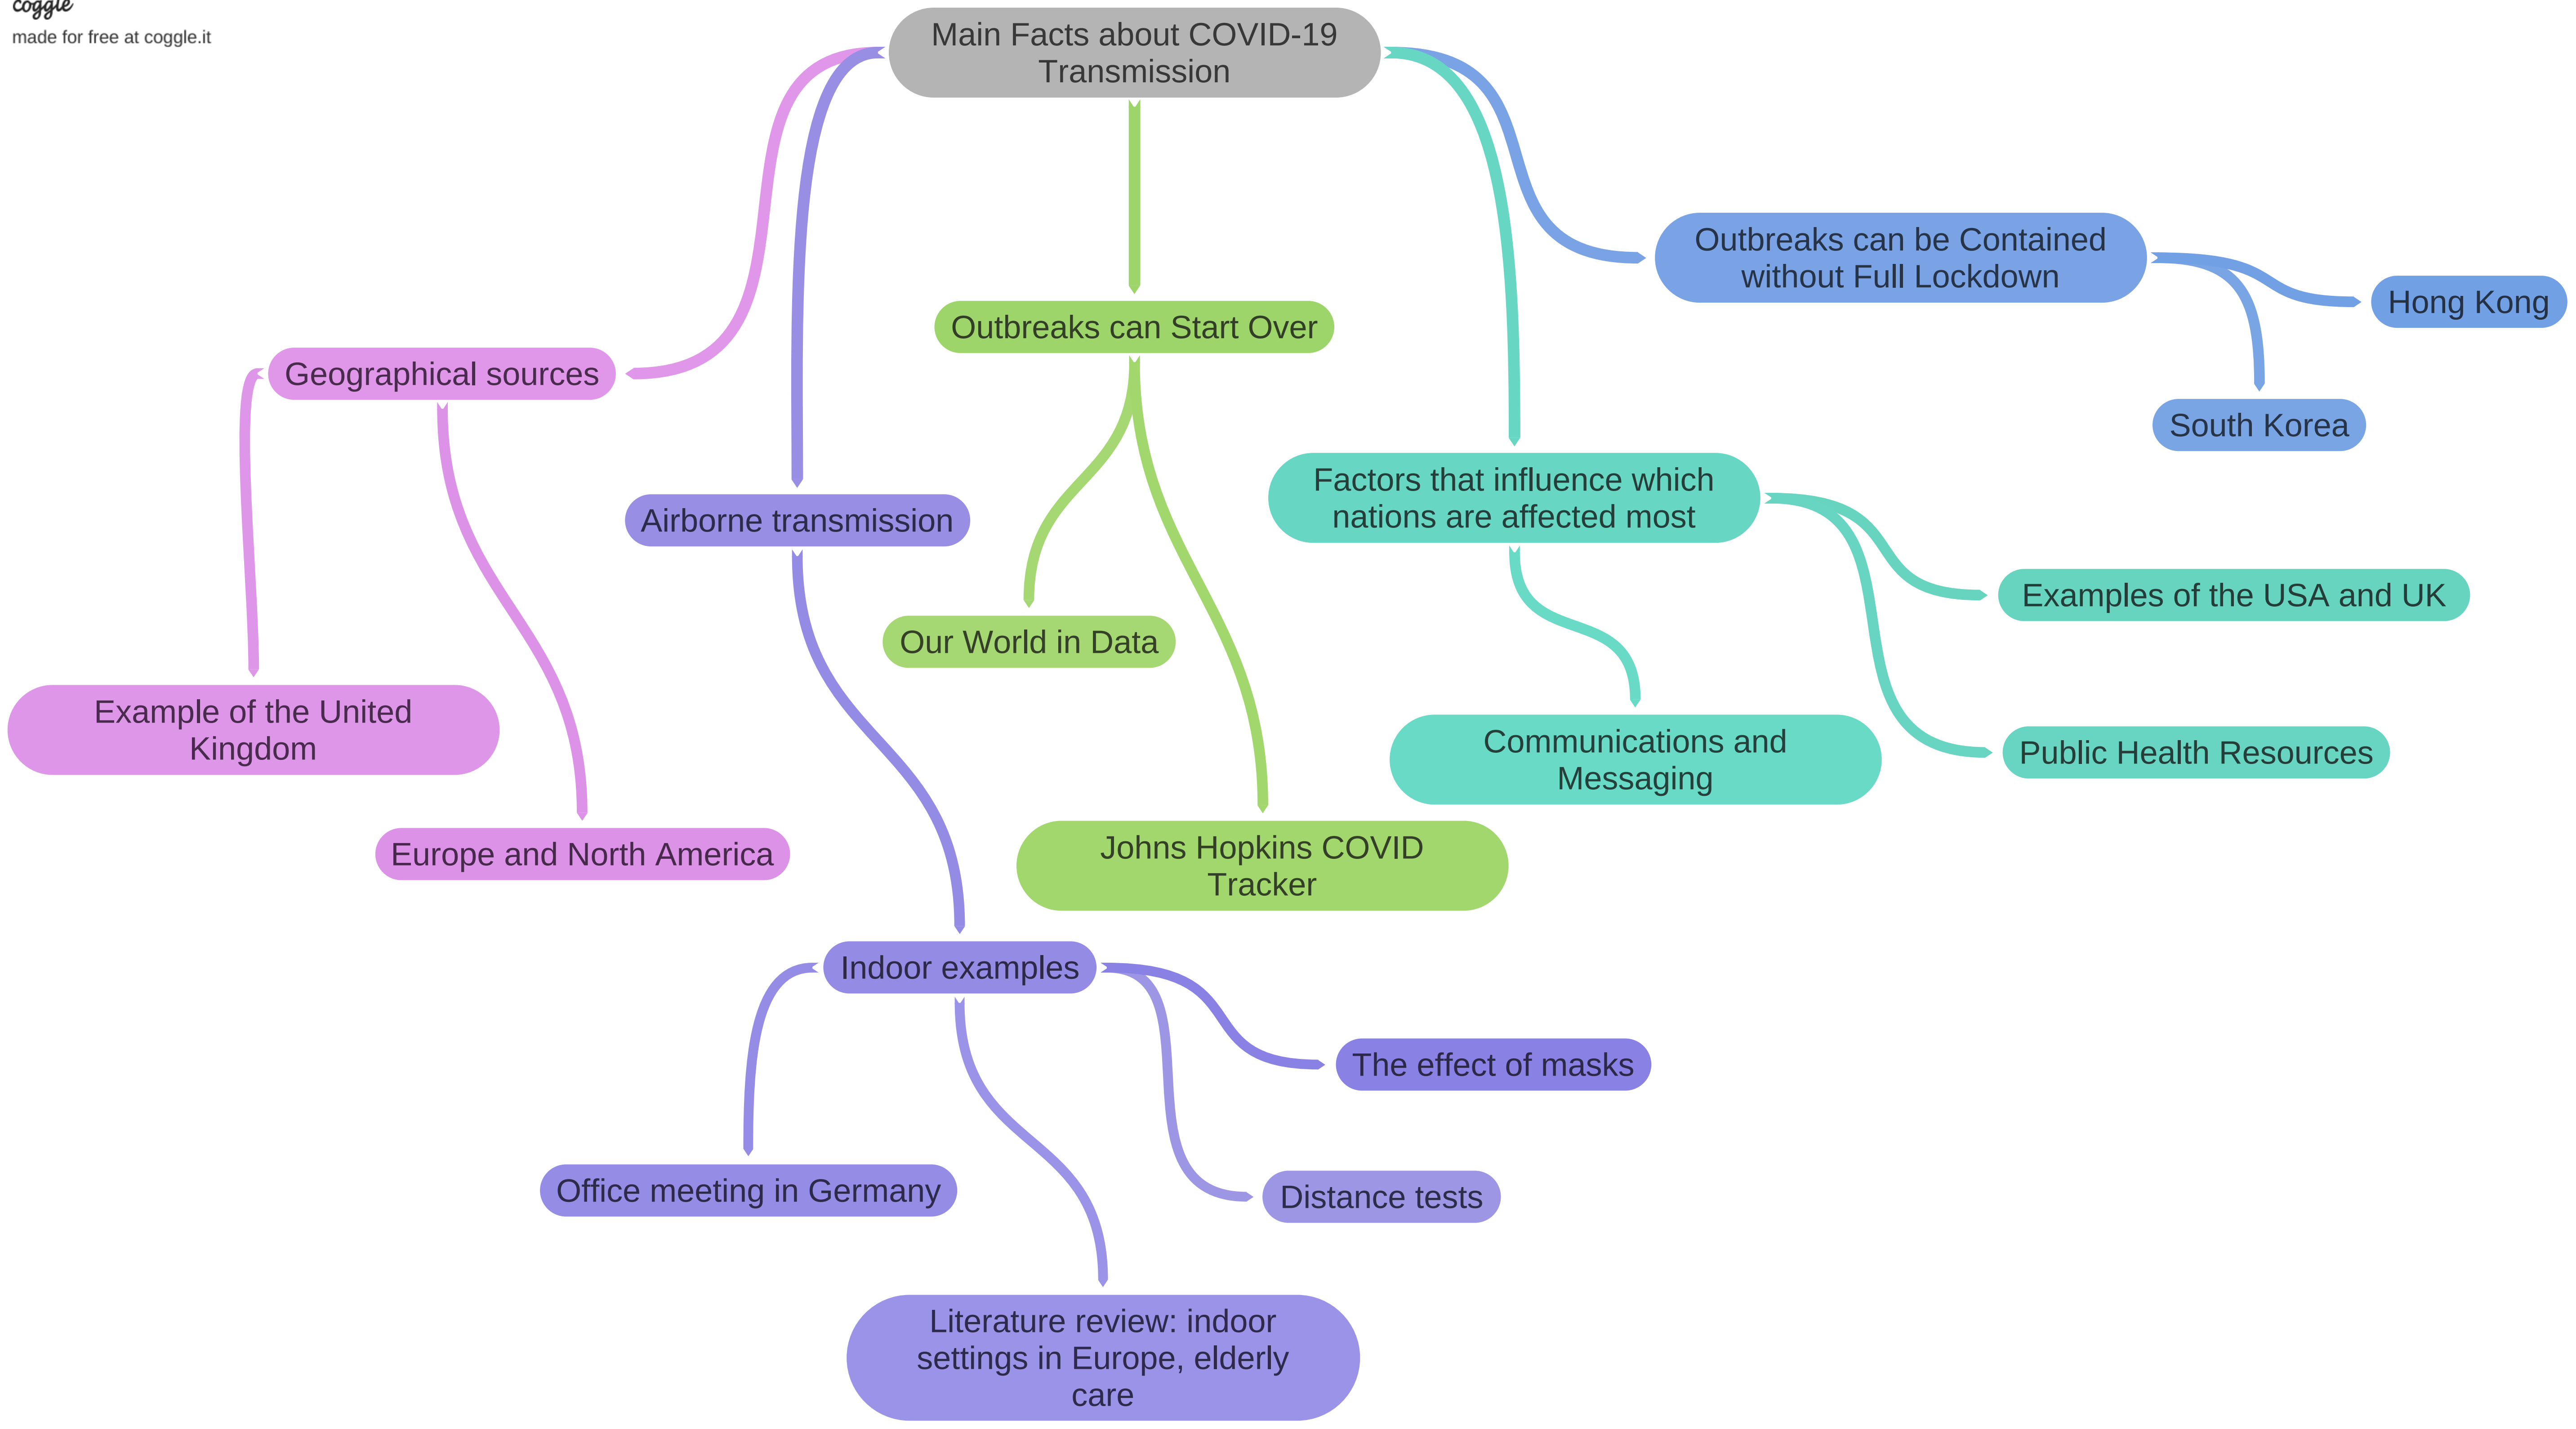 coggle
made for free at coggle.it
Main Facts about COVID-19
Transmission
Outbreaks can be Contained
without Full Lockdown
Hong Kong
Outbreaks can Start Over
Geographical sources
South Korea
Factors that influence which
nations are affected most
Airborne transmission
Examples of the USA and UK
Our World in Data
Example of the United
Kingdom
Communications and
Messaging
Public Health Resources
Europe and North America
Johns Hopkins COVID
Tracker
Indoor examples
The effect of masks
Office meeting in Germany
Distance tests
Literature review: indoor
settings in Europe, elderly
care